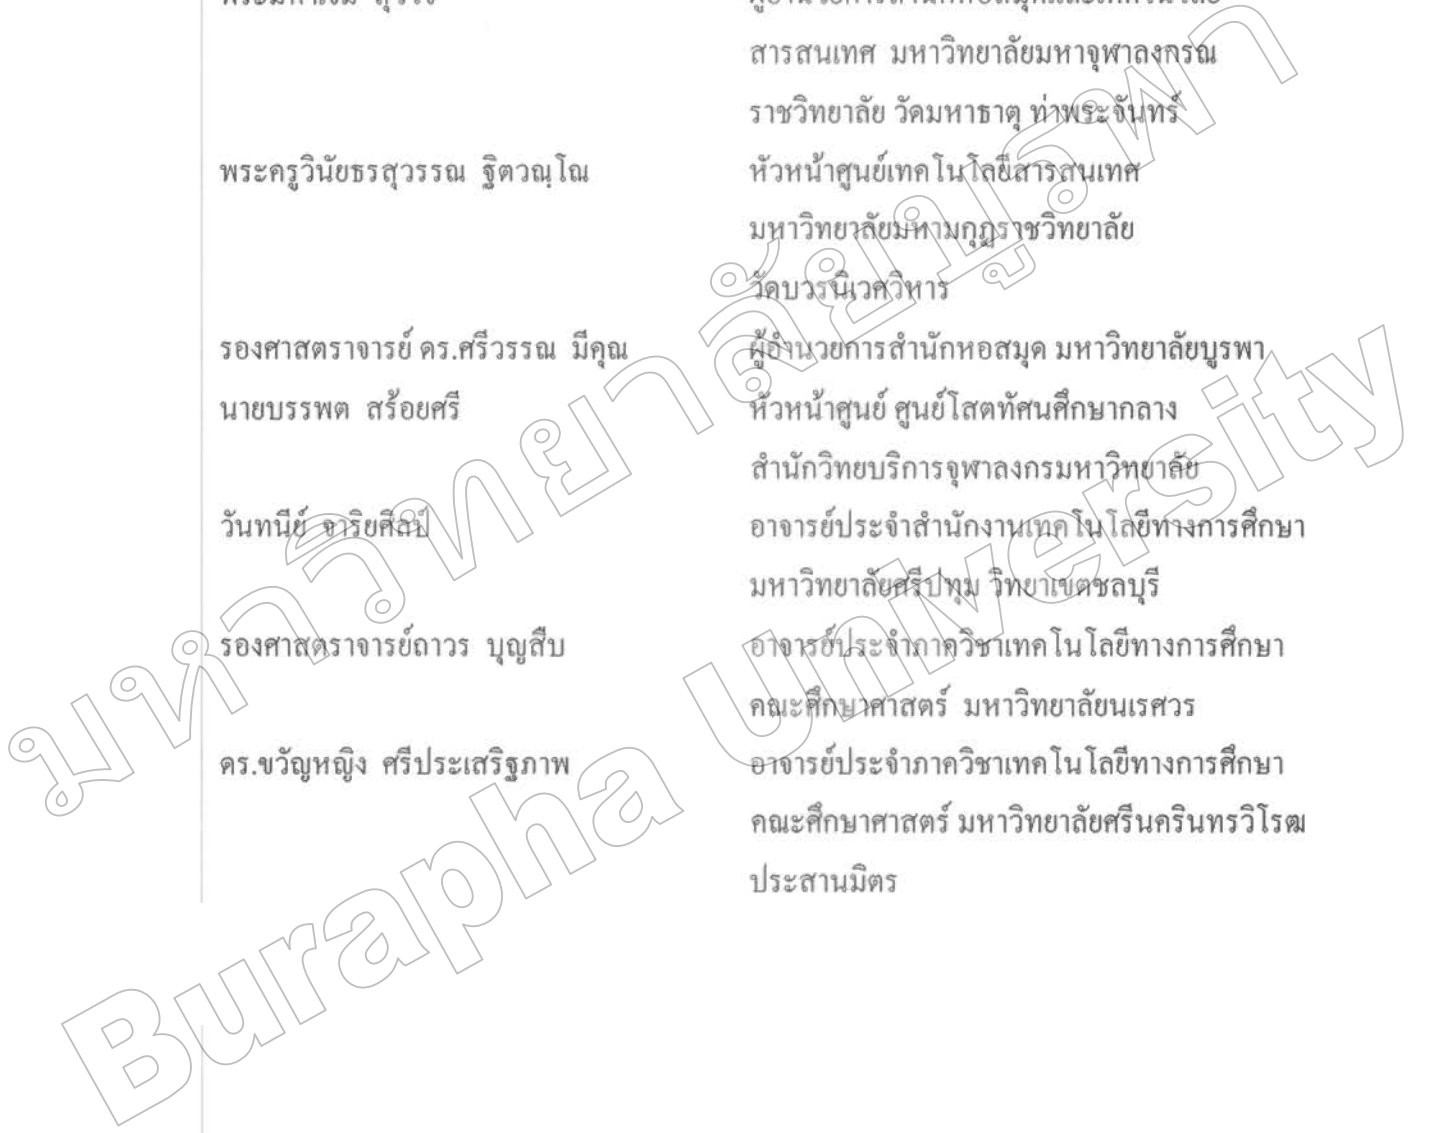 สารสนเทศ มหาวิทยาลัยมหาจุฬาลงกรณ
ราชวิทยาลัย วัดมหาธาตุ ท่าพระจันทร์
พระครูวินัยธรสุวรรณ ฐิตวณฺโณ หัวหน้าศูนย์เทคโนโลยีสารสนเทศ
มหาวิทยาลัยมหามกุฏราชวิทยาลัย
วัดบวรนิเวศวิหาร
รองศาสตราจารย์ ดร.ศรีวรรณ มีคุณ ผู้อำนวยการสำนักหอสมุด มหาวิทยาลัยบูรพา
นายบรรพต สร้อยศรี หัวหน้าศูนย์ ศูนย์โสตทัศนศึกษากลาง
สำนักวิทยบริการจุฬาลงกรมหาวิทยาลัย
วันทนีย์ จาริยศิลป์ อาจารย์ประจำสำนักงานเทคโนโลยีทางการศึกษา
มหาวิทยาลัยศรีปทุม วิทยาเขตชลบุรี
รองศาสตราจารย์ถาวร บุญสืบ อาจารย์ประจำภาควิชาเทคโนโลยีทางการศึกษา
คณะศึกษาศาสตร์ มหาวิทยาลัยนเรศวร
ดร.ขวัญหญิง ศรีประเสริฐภาพ อาจารย์ประจำภาควิชาเทคโนโลยีทางการศึกษา
คณะศึกษาศาสตร์ มหาวิทยาลัยศรีนครินทรวิโรฒ
ประสานมิตร
มหาวิทยาลัยบูรพา
Burapha University